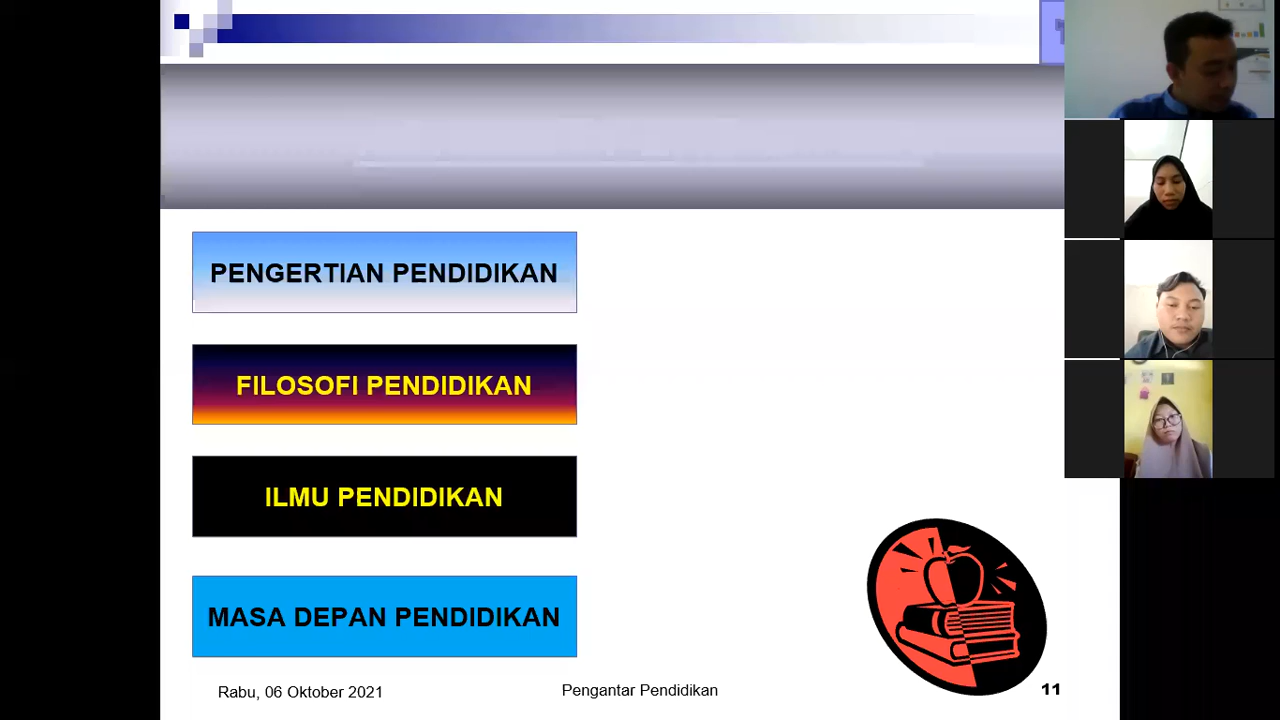 PENGERTIAN PENDIDIKAN
FILOSOFI PENDIDIKAN
ILMU PENDIDIKAN
MASA DEPAN PENDIDIKAN
Rabu, 06 Oktober 2021
Pengantar Pendidikan
11